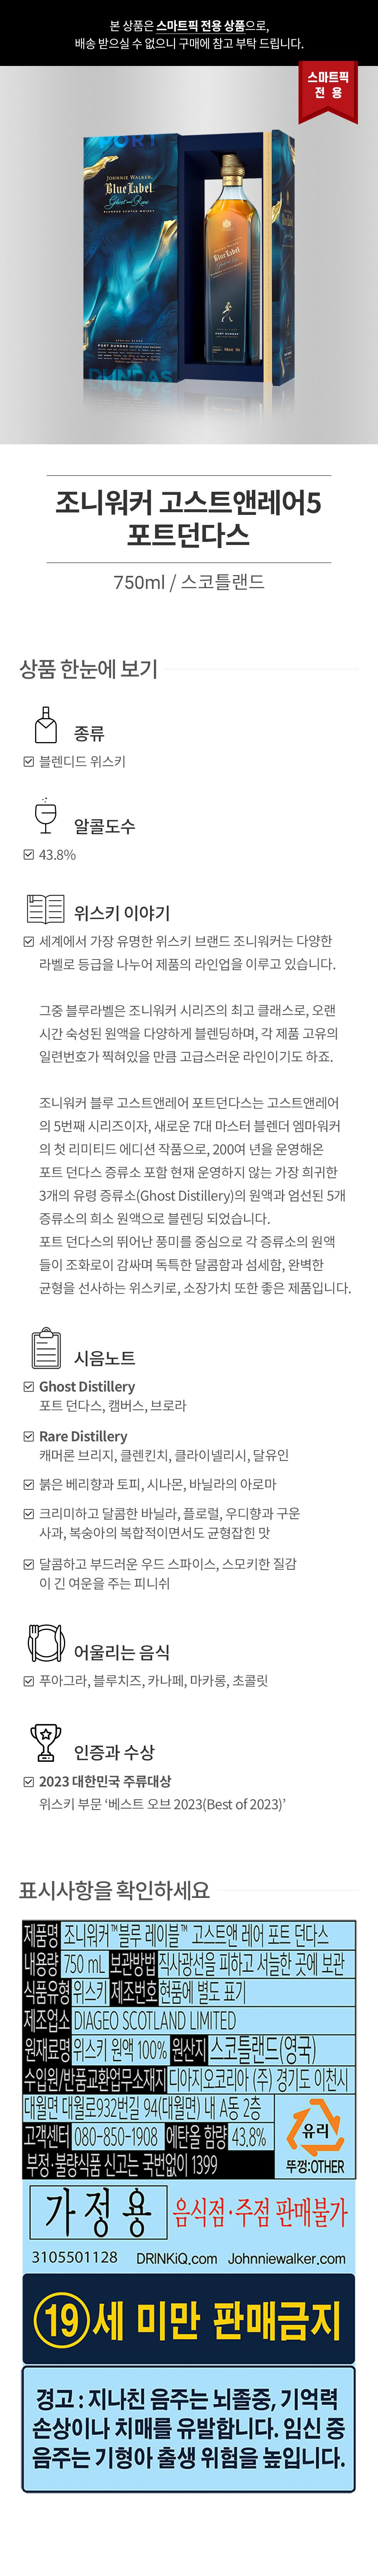 본 상품은 스마트픽 전용 상품으로,
배송 받으실 수 없으니 구매에 참고 부탁 드립니다.
스마트픽
전 용
PORT
JOHNNIE WALKER
Blue Label
Ghost and Rare
BLENDED SCOTCH WHISKY
PORT DUNDAS
DUNDAS
Blue Label
조니워커 고스트앤레어5
포트던다스
750ml / 스코틀랜드
상품 한눈에 보기
종류
블렌디드 위스키
알콜도수
43.8%
위스키 이야기
세계에서 가장 유명한 위스키 브랜드 조니워커는 다양한
라벨로 등급을 나누어 제품의 라인업을 이루고 있습니다.
그중 블루라벨은 조니워커 시리즈의 최고 클래스로, 오랜
시간 숙성된 원액을 다양하게 블렌딩하며, 각 제품 고유의
일련번호가 찍혀있을 만큼 고급스러운 라인이기도 하죠.
조니워커 블루 고스트앤레어 포트던다스는 고스트앤레어
의 5번째 시리즈이자, 새로운 7대 마스터 블렌더 엠마워커
의 첫 리미티드 에디션 작품으로, 200여 년을 운영해온
포트 던다스 증류소 포함 현재 운영하지 않는 가장 희귀한
3개의 유령 증류소(Ghost Distillery)의 원액과 엄선된 5개
증류소의 희소 원액으로 블렌딩 되었습니다.
포트 던다스의 뛰어난 풍미를 중심으로 각 증류소의 원액
들이 조화로이 감싸며 독특한 달콤함과 섬세함, 완벽한
균형을 선사하는 위스키로, 소장가치 또한 좋은 제품입니다.
시음노트
Ghost Distillery
포트 던다스, 캠버스, 브로라
Rare Distillery
캐머론 브리지, 클렌킨치, 클라이넬리시, 달유인
붉은 베리향과 토피, 시나몬, 바닐라의 아로마
크리미하고 달콤한 바닐라, 플로럴, 우디향과 구운
사과, 복숭아의 복합적이면서도 균형잡힌 맛
달콤하고 부드러운 우드 스파이스, 스모키한 질감
이 긴 여운을 주는 피니쉬
어울리는 음식
푸아그라, 블루치즈, 카나페, 마카롱, 초콜릿
인증과 수상
2023 대한민국 주류대상
위스키 부문 ‘베스트 오브 2023(Best of 2023)’
표시사항을 확인하세요
제품명 조니워커™블루 레이블™ 고스트앤 레어 포트 던다스
내용량 750 mL 보관방법 직사광선을 피하고 서늘한 곳에 보관
식품유형 위스키 제조번호 현품에 별도 표기
제조업소 DIAGEO SCOTLAND LIMITED
원재료명 위스키 원액 100% 원산지 스코틀랜드(영국)
수입원/반품교환업무소재지 디아지오코리아 (주) 경기도 이천시
대월면 대월로932번길 94(대월면) 내 A동 2층
고객센터 080-850-1908 에탄올 함량 43.8%
부정·불량식품 신고는 국번없이 1399
유리
뚜껑:OTHER
가정용 음식점·주점 판매불가
3105501128 DRINKiQ.com Johnniewalker.com
19세 미만 판매금지
경고 : 지나친 음주는 뇌졸중, 기억력
손상이나 치매를 유발합니다. 임신 중
음주는 기형아 출생 위험을 높입니다.